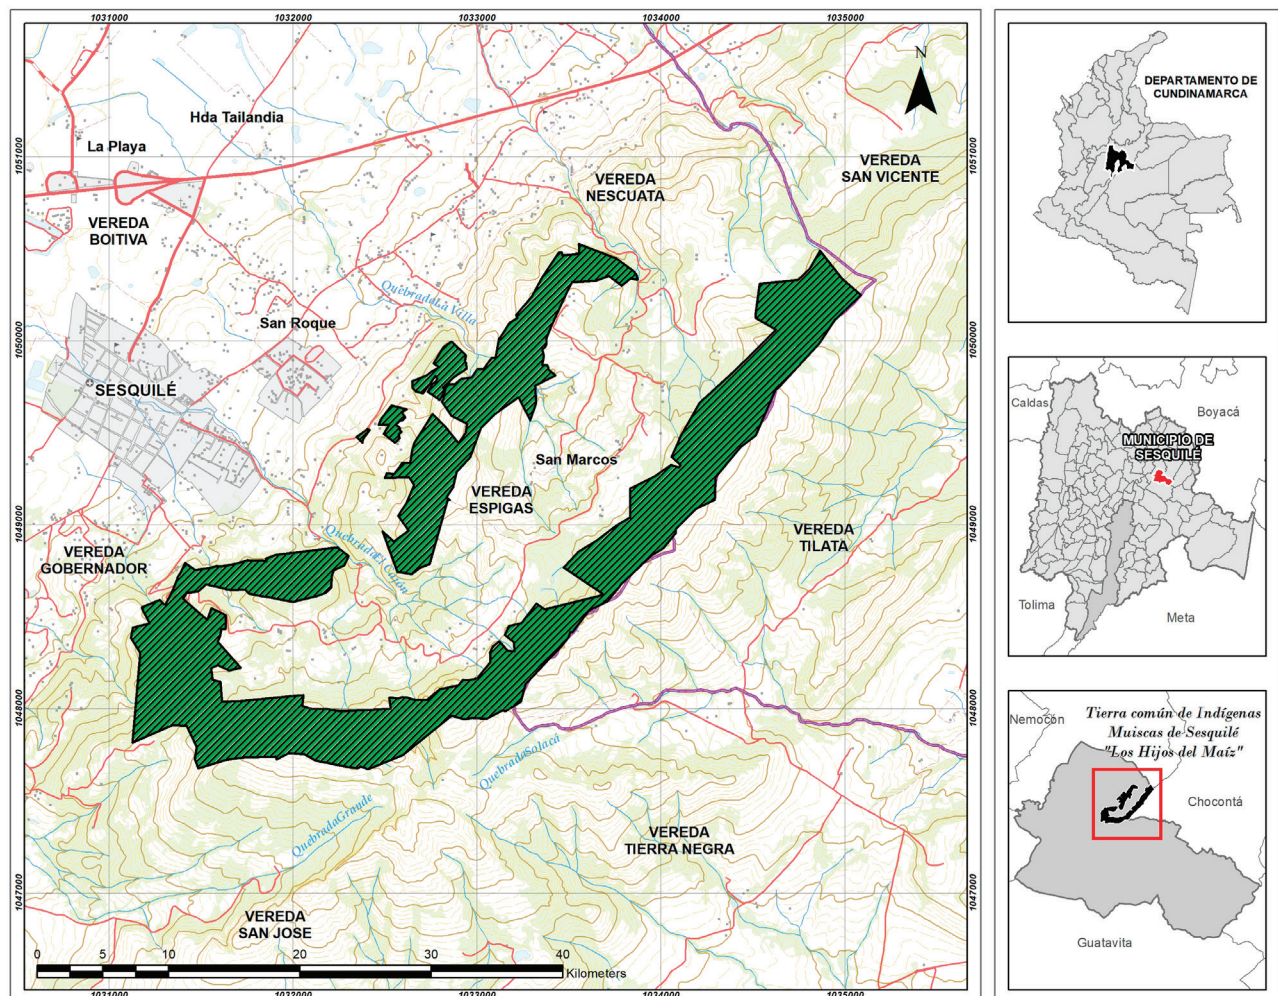 1031000
1032000
1033000
1034000
1035000
N
Hda Tailandia
La Playa
1051000
1051000
VEREDA
SAN VICENTE
VEREDA
NESCUATA
VEREDA
BOITIVA
Quebrada La Villa
San Roque
1050000
1050000
SESQUILÉ
San Marcos
VEREDA
ESPIGAS
1049000
1049000
VEREDA
TILATA
Quebrada El Cajón
VEREDA
GOBERNADOR
1048000
1048000
Quebrada Salacá
Quebrada Grande
VEREDA
TIERRA NEGRA
1047000
1047000
VEREDA
SAN JOSE
0
5
10
20
30
40
Kilometers
1031000
1032000
1033000
1034000
1035000
DEPARTAMENTO DE
CUNDINAMARCA
Caldas
Boyacá
MUNICIPIO DE
SESQUILÉ
Tolima
Meta
Tierra común de Indígenas
Muiscas de Sesquilé
"Los Hijos del Maíz"
Nemocón
Chocontá
Guatavita